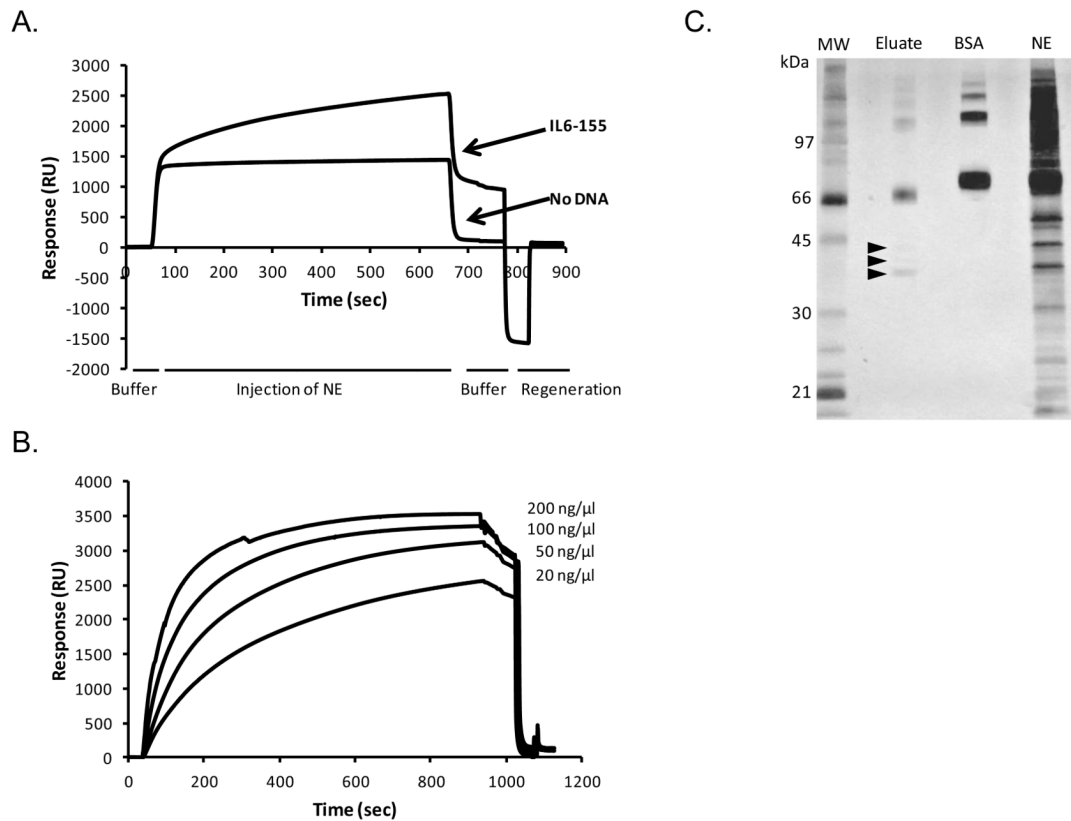 A.
3000
2500
2000
1500
1000
500
0
-500
-1000
-1500
-2000
Response (RU)
0 100 200 300 400 500 600 700 800 900
Time (sec)
IL6-155
No DNA
Buffer Injection of NE Buffer Regeneration
B.
4000
3500
3000
2500
2000
1500
1000
500
0
Response (RU)
0 200 400 600 800 1000 1200
Time (sec)
200 ng/μl
100 ng/μl
50 ng/μl
20 ng/μl
C.
MW Eluate BSA NE
kDa
97
66
45
30
21